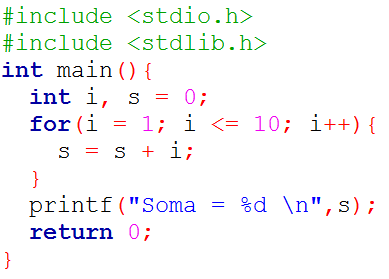 #include <stdio.h>
#include <stdlib.h>
int main(){
  int i, s = 0;
  for(i = 1; i <= 10; i++){
    s = s + i;
  }
  printf("Soma = %d \n",s);
  return 0;
}